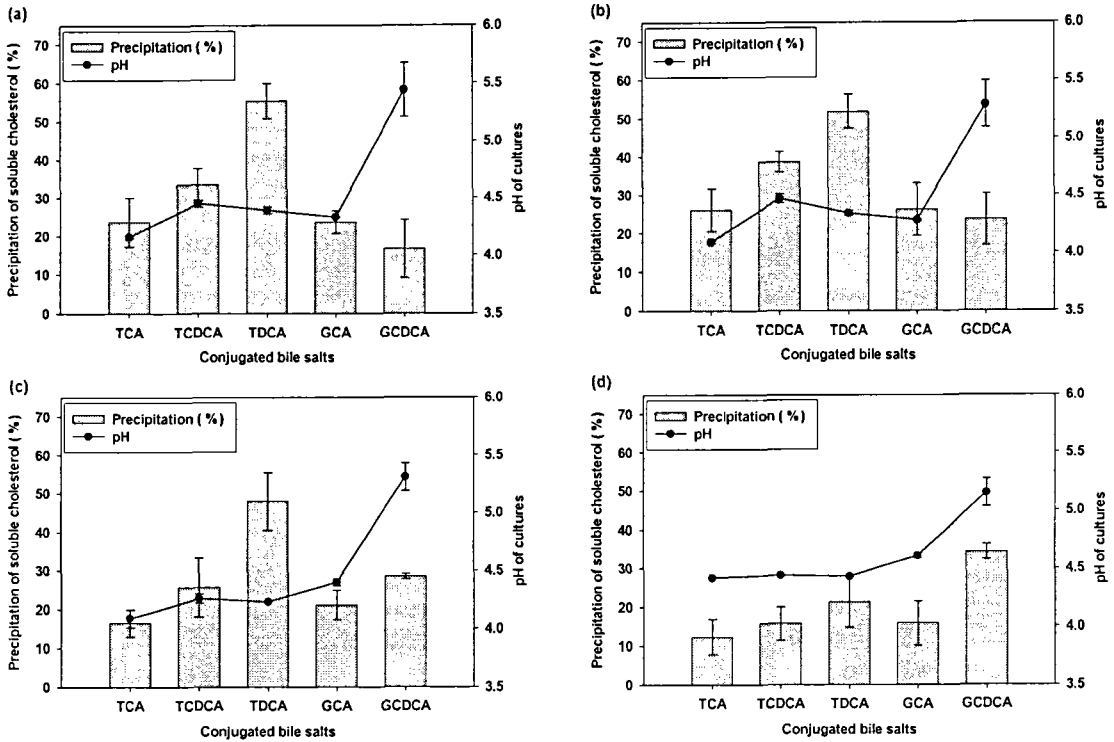 (a)
Precipitation ( % )
pH
Precipitation of soluble cholesterol ( % )
70
60
50
40
30
20
10
0
6.0
5.5
5.0
4.5
4.0
3.5
pH of cultures
TCA TCDCA TDCA GCA GCDCA
Conjugated bile salts
(b)
Precipitation ( % )
pH
Precipitation of soluble cholesterol ( % )
70
60
50
40
30
20
10
0
6.0
5.5
5.0
4.5
4.0
3.5
pH of cultures
TCA TCDCA TDCA GCA GCDCA
Conjugated bile salts
(c)
Precipitation ( % )
pH
Precipitation of soluble cholesterol ( % )
70
60
50
40
30
20
10
0
6.0
5.5
5.0
4.5
4.0
3.5
pH of cultures
TCA TCDCA TDCA GCA GCDCA
Conjugated bile salts
(d)
Precipitation ( % )
pH
Precipitation of soluble cholesterol ( % )
70
60
50
40
30
20
10
0
6.0
5.5
5.0
4.5
4.0
3.5
pH of cultures
TCA TCDCA TDCA GCA GCDCA
Conjugated bile salts